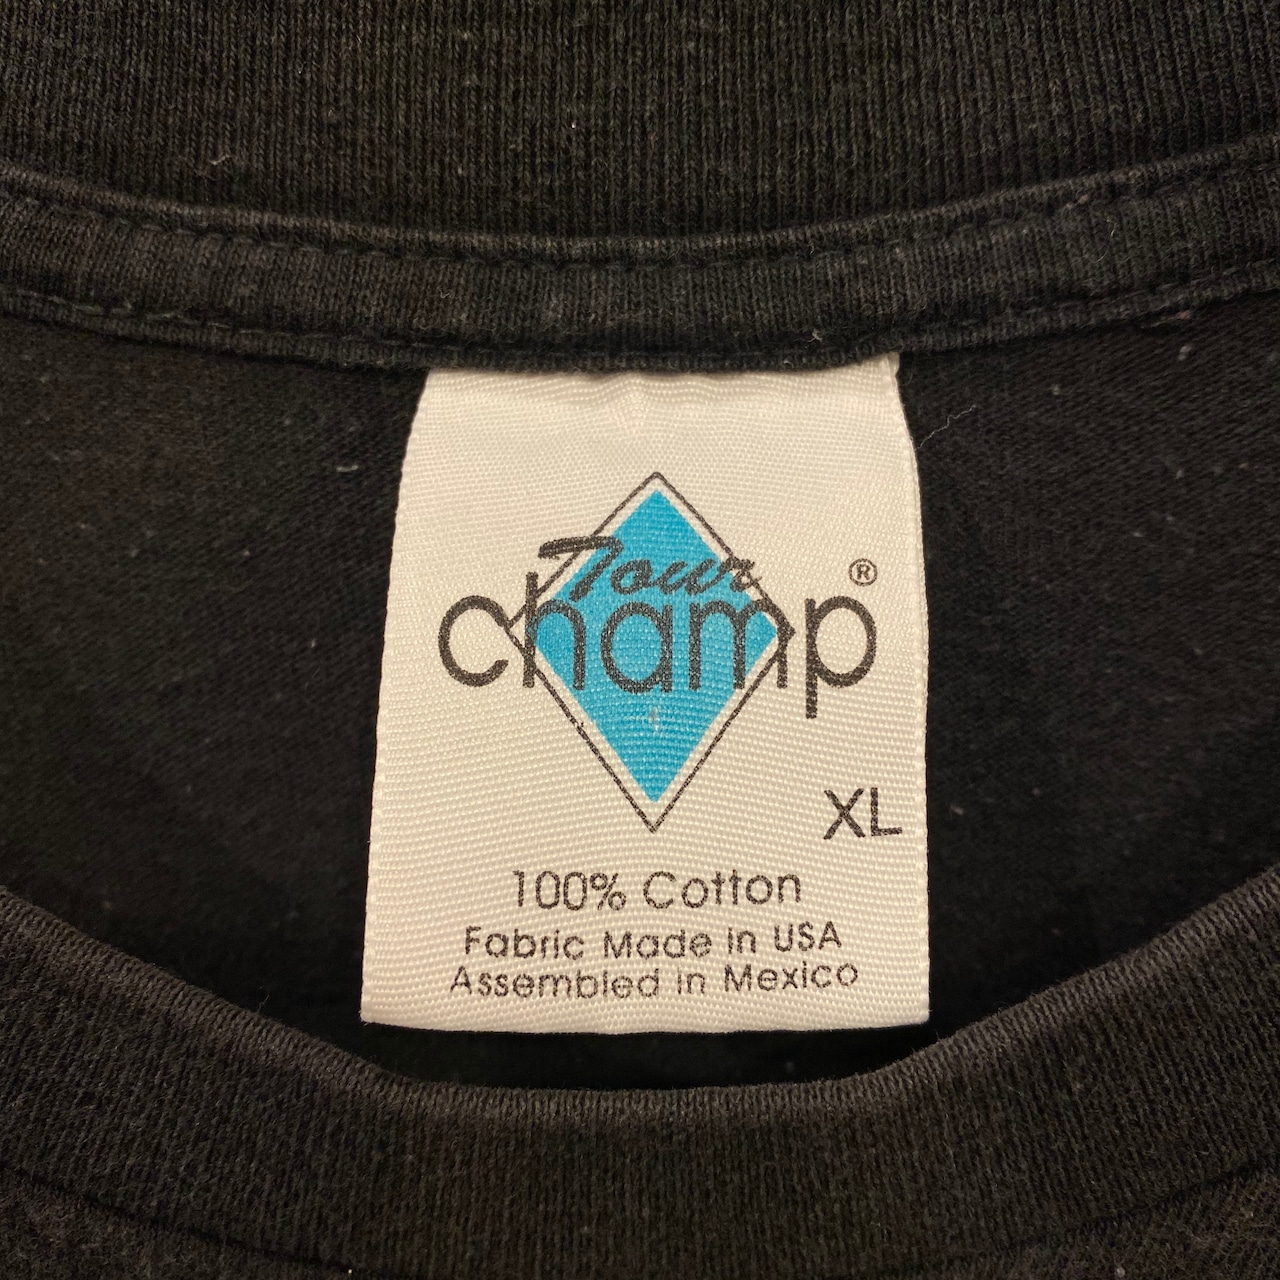 Tour
champ®
XL
100% Cotton
Fabric Made in USA
Assembled in Mexico